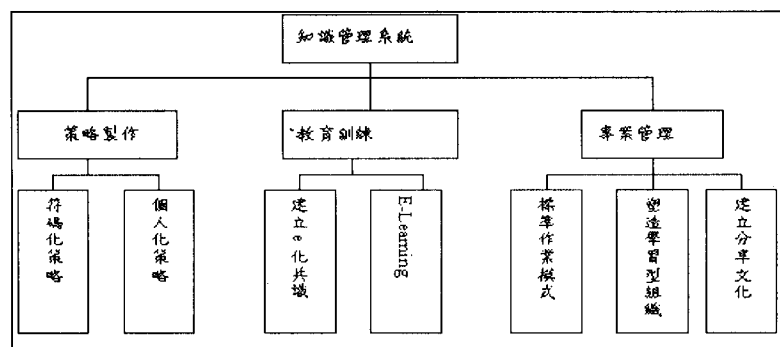 知識管理系統
策略製作
教育訓練
專業管理
符碼化策略
個人化策略
建立e化共識
E-Learning
標準作業模式
塑造學習型組織
建立分享文化